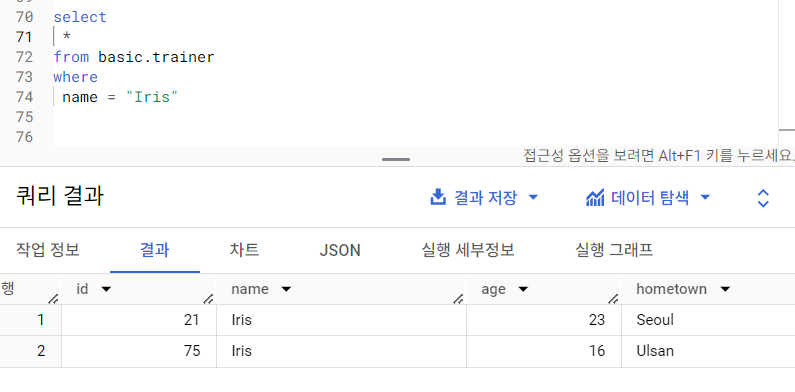 69
70 select
71 *
72 from basic.trainer
73 where
74 name = "Iris"
75
76
접근성 옵션을 보려면 Alt+F1 키를 누르세요.
쿼리 결과 결과 저장 데이터 탐색
작업 정보 결과 차트 JSON 실행 세부정보 실행 그래프
행 id name age hometown
1 21 Iris 23 Seoul
2 75 Iris 16 Ulsan